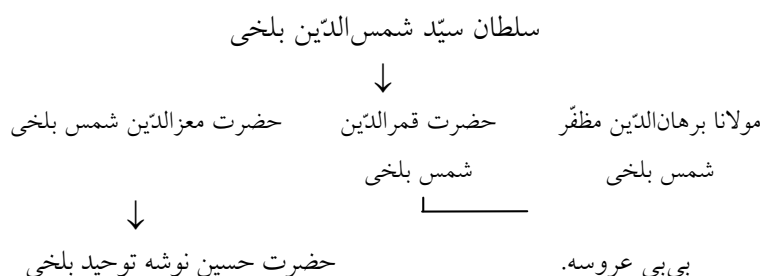 سلطان سیّد شمس‌الدّین بلخی
↓
مولانا برهان‌الدّین مظفّر حضرت قمرالدّین حضرت معزالدّین شمس بلخی
شمس بلخی شمس بلخی
↓
بی‌بی عروسه. حضرت حسین نوشه توحید بلخی